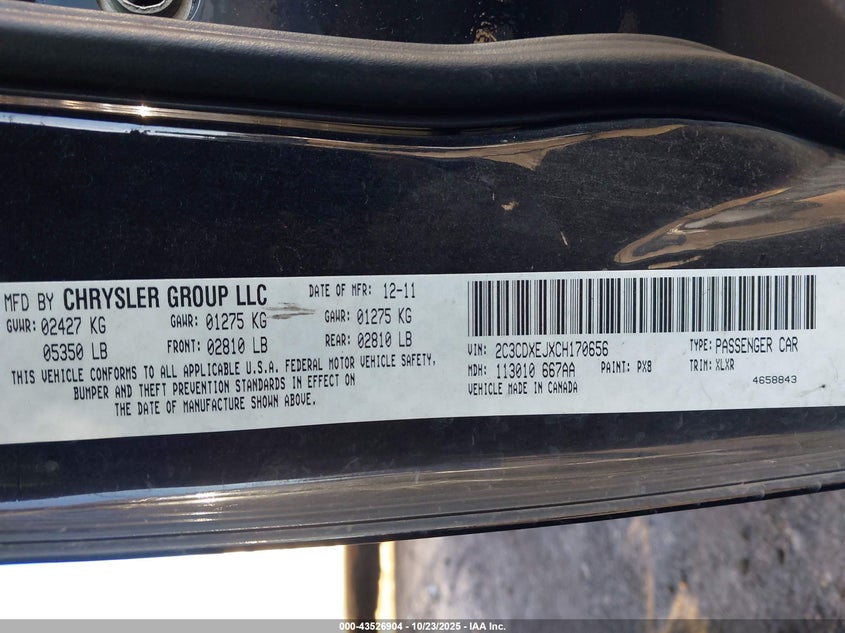 MFD BY CHRYSLER GROUP LLC DATE OF MFR: 12-11
GVWR: 02427 KG GAWR: 01275 KG GAWR: 01275 KG
05350 LB FRONT: 02810 LB REAR: 02810 LB
THIS VEHICLE CONFORMS TO ALL APPLICABLE U.S.A. FEDERAL MOTOR VEHICLE SAFETY,
BUMPER AND THEFT PREVENTION STANDARDS IN EFFECT ON
THE DATE OF MANUFACTURE SHOWN ABOVE.
VIN: 2C3CDXEJXCH170656 TYPE: PASSENGER CAR
MDH: 113010 667AA PAINT: PX8 TRIM: XLXR
VEHICLE MADE IN CANADA 4658843
000-43526904 - 10/23/2025 - IAA Inc.